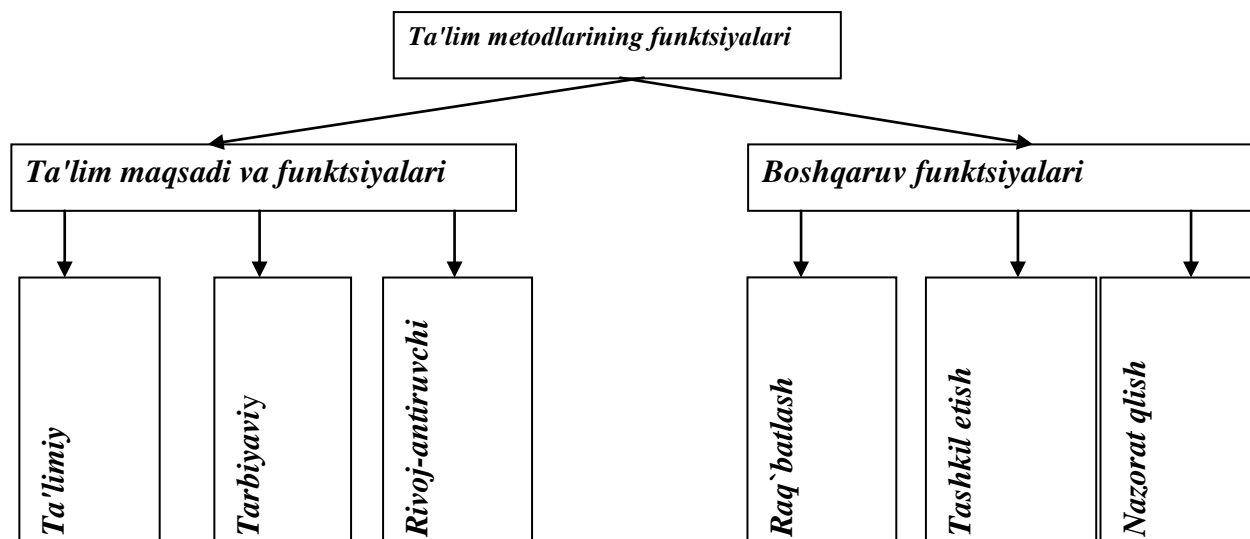 Ta'lim metodlarining funktsiyalari
Ta'lim maqsadi va funktsiyalari
Boshqaruv funktsiyalari
Ta'limiy
Tarbiyaviy
Rivoj-antiruvchi
Raq`batlash
Tashkil etish
Nazorat qlish